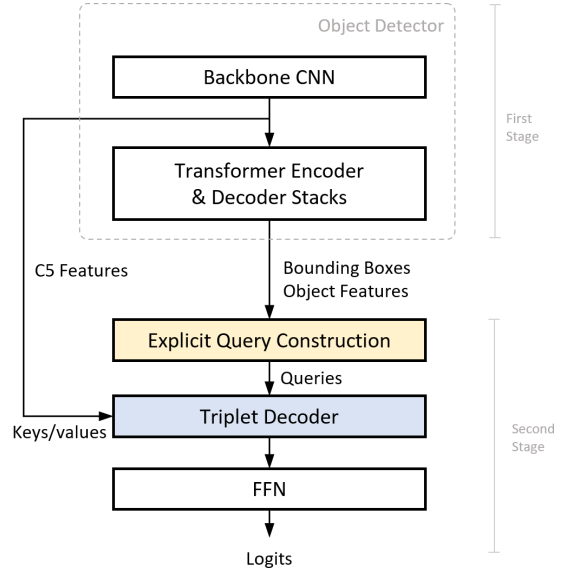 Object Detector
Backbone CNN
First
Stage
Transformer Encoder
& Decoder Stacks
C5 Features
Bounding Boxes
Object Features
Explicit Query Construction
Queries
Triplet Decoder
Keys/values
Second
Stage
FFN
Logits